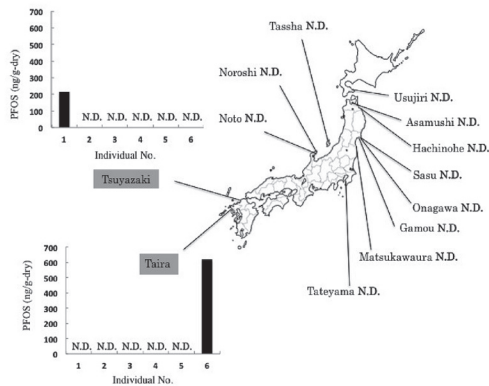 700
600
500
400
300
200
100
0
PFOS (ng/g-dry)
N.D. N.D. N.D. N.D. N.D.
1 2 3 4 5 6
Individual No.
Tsuyazaki
Tassha N.D.
Noroshi N.D.
Noto N.D.
Usujiri N.D.
Asamushi N.D.
Hachinohe N.D.
Sasu N.D.
Onagawa N.D.
Gamou N.D.
Matsukawaura N.D.
Tateyama N.D.
Taira
700
600
500
400
300
200
100
0
PFOS (ng/g-dry)
N.D. N.D. N.D. N.D. N.D.
1 2 3 4 5 6
Individual No.